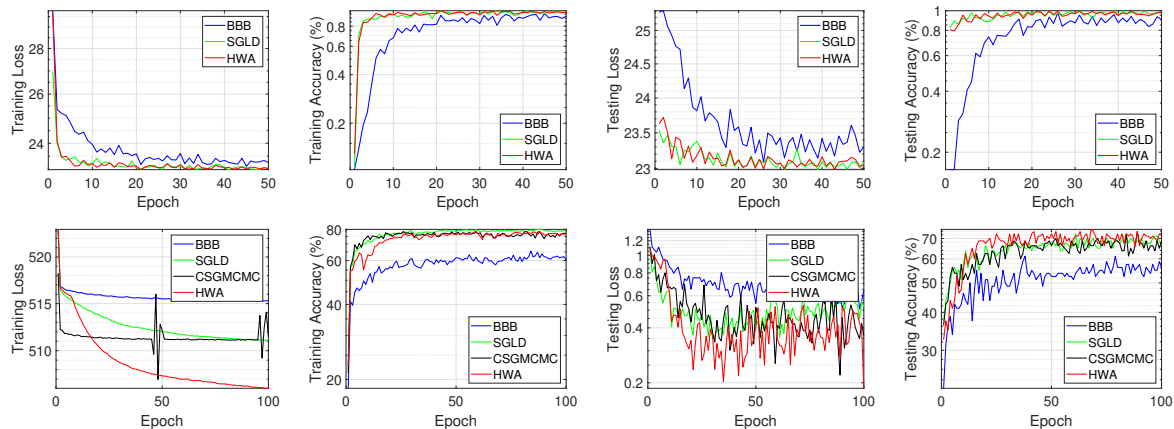 28
26
24
Training Loss
0 10 20 30 40 50
Epoch
BBB
SGLD
HWA
0.8
0.6
0.4
0.2
Training Accuracy (%)
0 10 20 30 40 50
Epoch
BBB
SGLD
HWA
25
24.5
24
23.5
23
Testing Loss
0 10 20 30 40 50
Epoch
BBB
SGLD
HWA
1
0.8
0.6
0.4
0.2
Testing Accuracy (%)
0 10 20 30 40 50
Epoch
BBB
SGLD
HWA
520
515
510
Training Loss
0 50 100
Epoch
BBB
SGLD
CSGMCMC
HWA
80
60
40
20
Training Accuracy (%)
0 50 100
Epoch
BBB
SGLD
CSGMCMC
HWA
1.2
1.0
0.8
0.6
0.4
0.2
Testing Loss
0 50 100
Epoch
BBB
SGLD
CSGMCMC
HWA
70
60
50
40
30
Testing Accuracy (%)
0 50 100
Epoch
BBB
SGLD
CSGMCMC
HWA